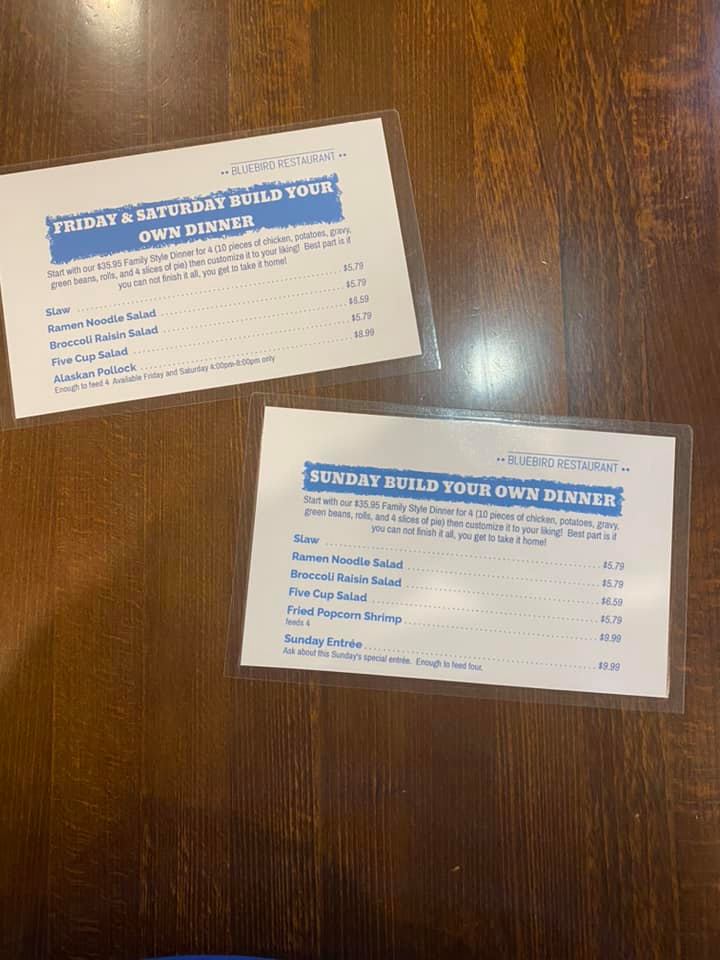 •• BLUEBIRD RESTAURANT ••
FRIDAY & SATURDAY BUILD YOUR
OWN DINNER
Start with our $35.95 Family Style Dinner for 4 (10 pieces of chicken, potatoes, gravy,
green beans, rolls, and 4 slices of pie) then customize it to your liking! Best part is if
you can not finish it all, you get to take it home!
Slaw $5.79
Ramen Noodle Salad $5.79
Broccoli Raisin Salad $6.59
Five Cup Salad $5.79
Alaskan Pollock $8.99
Enough to feed 4 Available Friday and Saturday 4:00pm-8:00pm only
•• BLUEBIRD RESTAURANT ••
SUNDAY BUILD YOUR OWN DINNER
Start with our $35.95 Family Style Dinner for 4 (10 pieces of chicken, potatoes, gravy,
green beans, rolls, and 4 slices of pie) then customize it to your liking! Best part is if
you can not finish it all, you get to take it home!
Slaw $5.79
Ramen Noodle Salad $5.79
Broccoli Raisin Salad $6.59
Five Cup Salad $5.79
Fried Popcorn Shrimp $9.99
feeds 4
Sunday Entrée $9.99
Ask about this Sunday's special entrée. Enough to feed four.